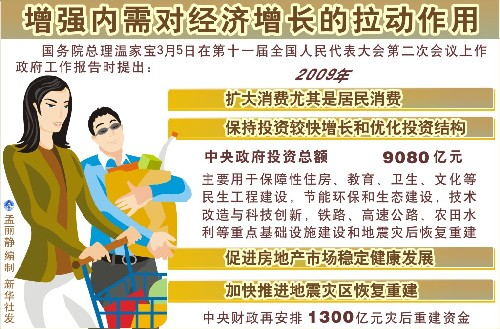 增强内需对经济增长的拉动作用
国务院总理温家宝3月5日在第十一届全国人民代表大会第二次会议上作
政府工作报告时提出：
2009年
扩大消费尤其是居民消费
保持投资较快增长和优化投资结构
中央政府投资总额 9080亿元
主要用于保障性住房、教育、卫生、文化等
民生工程建设，节能环保和生态建设，技术
改造与科技创新，铁路、高速公路、农田水
利等重点基础设施建设和地震灾后恢复重建
促进房地产市场稳定健康发展
加快推进地震灾区恢复重建
中央财政再安排1300亿元灾后重建资金
孟丽静 编制 新华社发